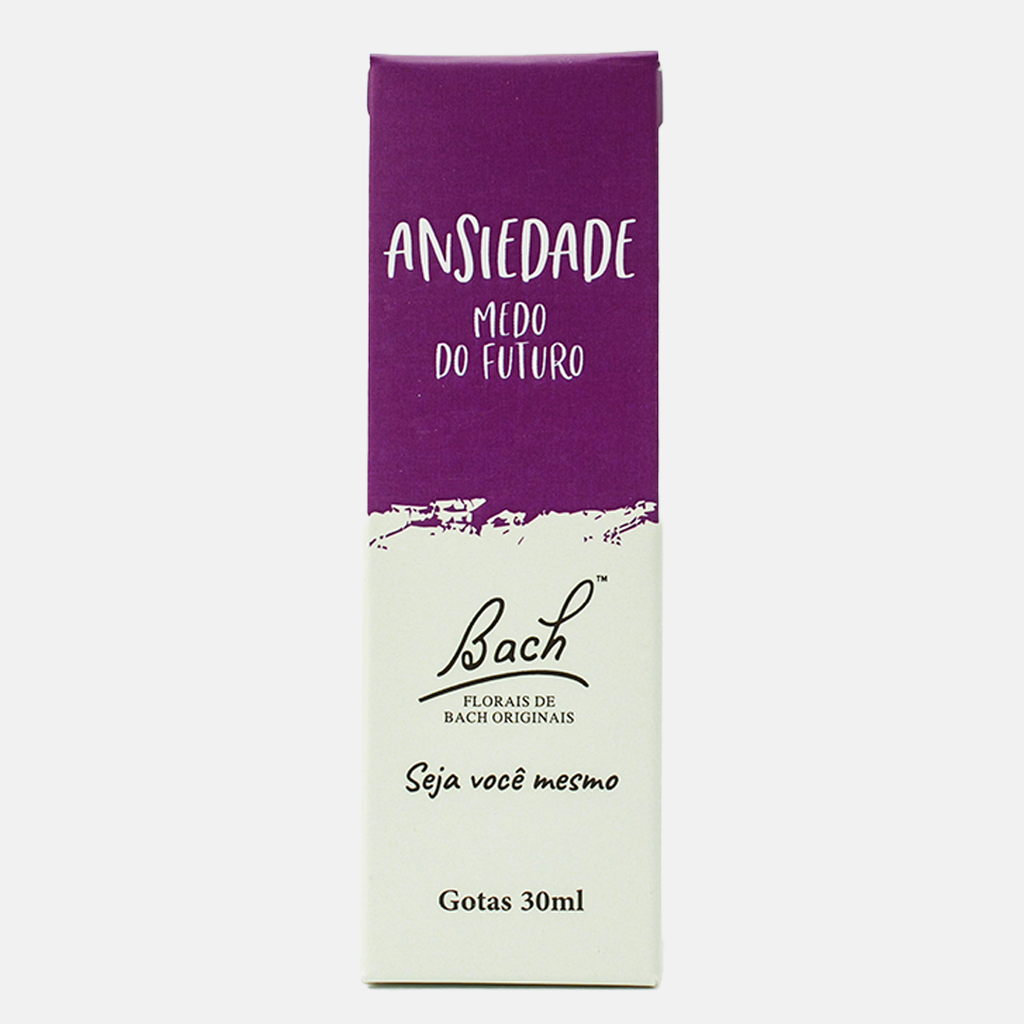 ANSIEDADE
MEDO
DO FUTURO
Bach™
FLORAIS DE
BACH ORIGINAIS
Seja você mesmo
Gotas 30ml